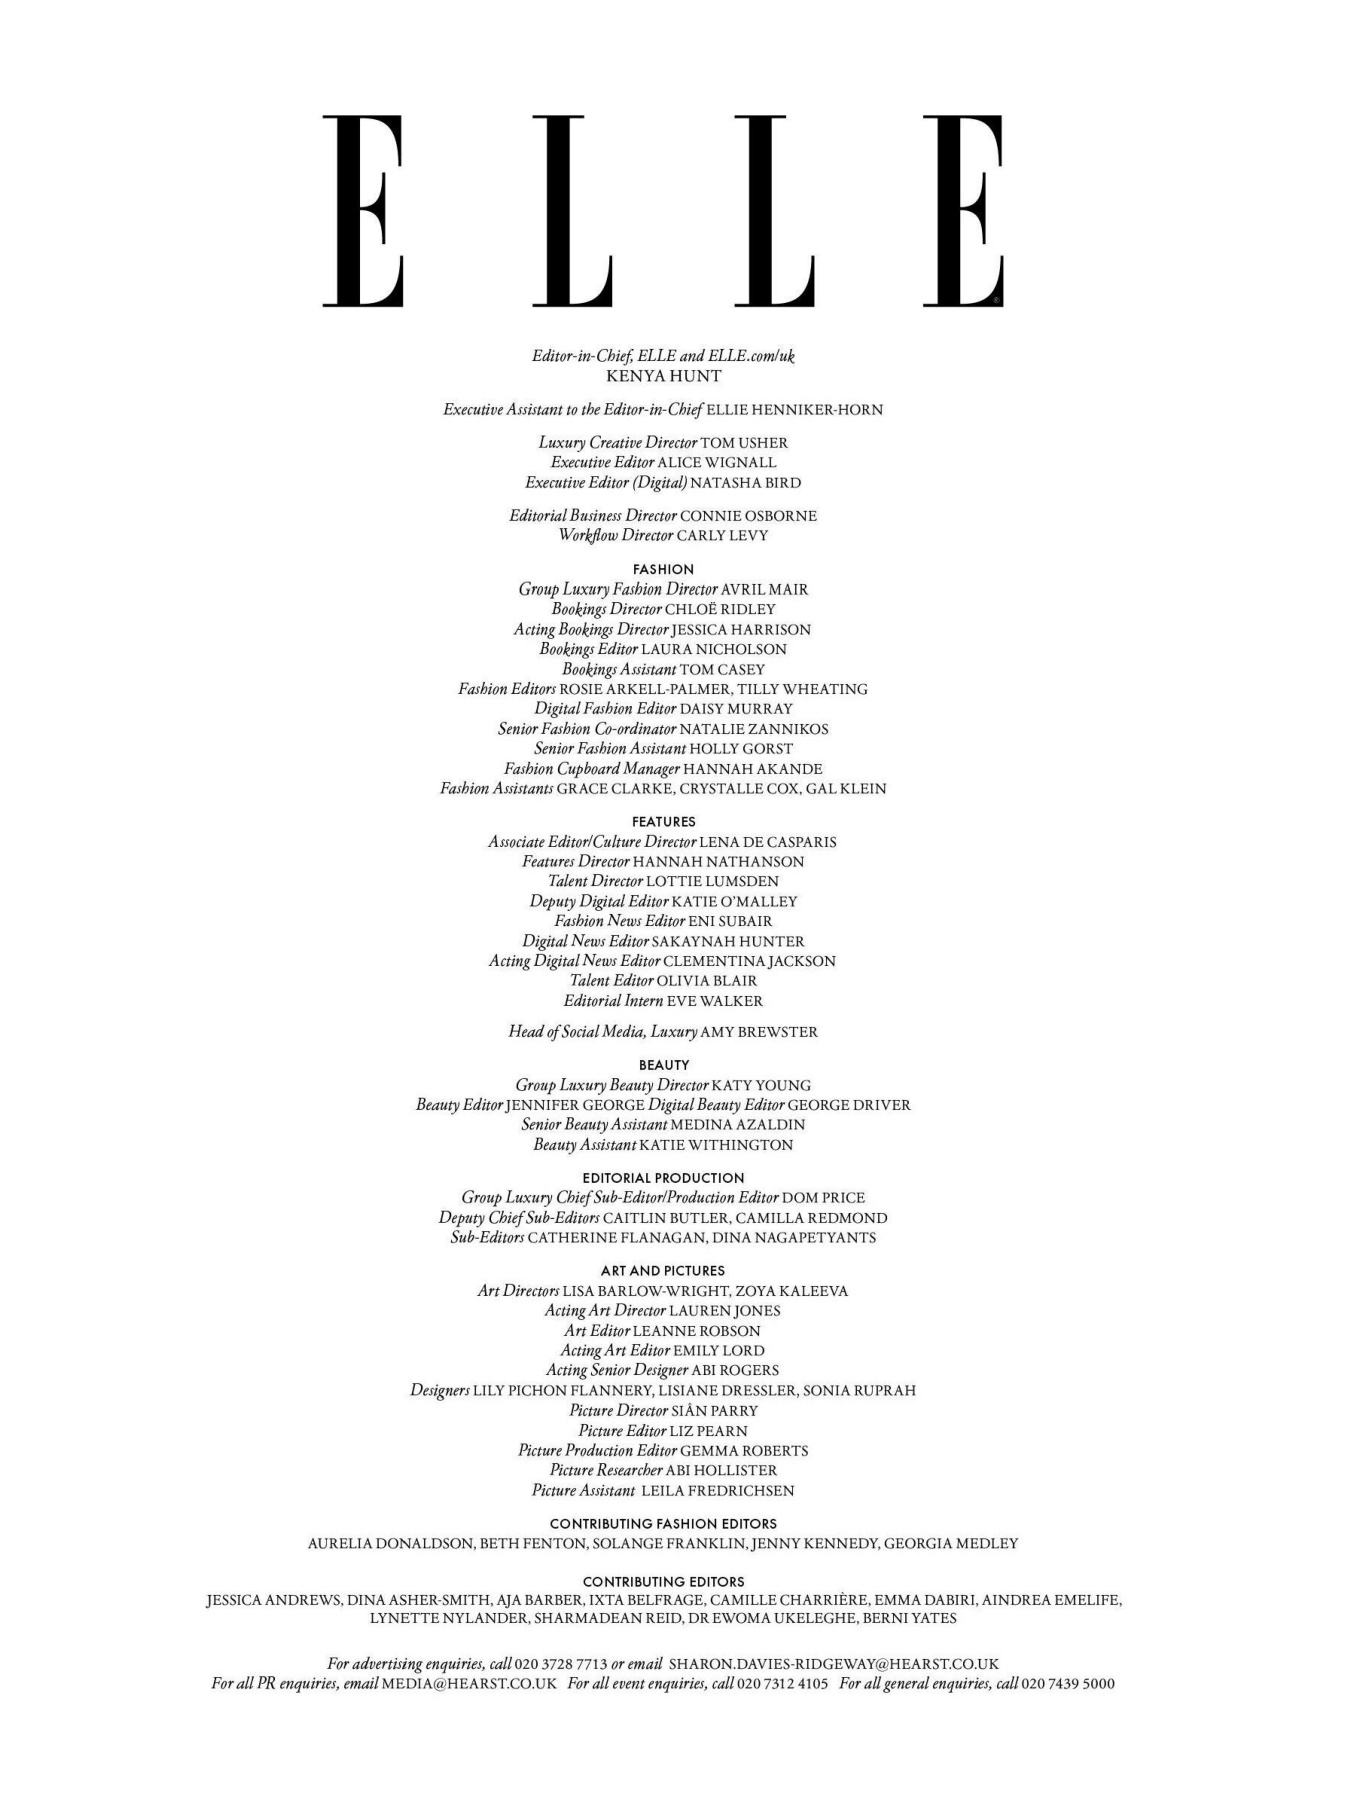 ELLE
Editor-in-Chief, ELLE and ELLE.com/uk
KENYA HUNT
Executive Assistant to the Editor-in-Chief ELLIE HENNIKER-HORN
Luxury Creative Director TOM USHER
Executive Editor ALICE WIGNALL
Executive Editor (Digital) NATASHA BIRD
Editorial Business Director CONNIE OSBORNE
Workflow Director CARLY LEVY
FASHION
Group Luxury Fashion Director AVRIL MAIR
Bookings Director CHLOË RIDLEY
Acting Bookings Director JESSICA HARRISON
Bookings Editor LAURA NICHOLSON
Bookings Assistant TOM CASEY
Fashion Editors ROSIE ARKELL-PALMER, TILLY WHEATING
Digital Fashion Editor DAISY MURRAY
Senior Fashion Co-ordinator NATALIE ZANNIKOS
Senior Fashion Assistant HOLLY GORST
Fashion Cupboard Manager HANNAH AKANDE
Fashion Assistants GRACE CLARKE, CRYSTALLE COX, GAL KLEIN
FEATURES
Associate Editor/Culture Director LENA DE CASPARIS
Features Director HANNAH NATHANSON
Talent Director LOTTIE LUMSDEN
Deputy Digital Editor KATIE O’MALLEY
Fashion News Editor ENI SUBAIR
Digital News Editor SAKAYNAH HUNTER
Acting Digital News Editor CLEMENTINA JACKSON
Talent Editor OLIVIA BLAIR
Editorial Intern EVE WALKER
Head of Social Media, Luxury AMY BREWSTER
BEAUTY
Group Luxury Beauty Director KATY YOUNG
Beauty Editor JENNIFER GEORGE Digital Beauty Editor GEORGE DRIVER
Senior Beauty Assistant MEDINA AZALDIN
Beauty Assistant KATIE WITHINGTON
EDITORIAL PRODUCTION
Group Luxury Chief Sub-Editor/Production Editor DOM PRICE
Deputy Chief Sub-Editors CAITLIN BUTLER, CAMILLA REDMOND
Sub-Editors CATHERINE FLANAGAN, DINA NAGAPETYANTS
ART AND PICTURES
Art Directors LISA BARLOW-WRIGHT, ZOYA KALEEVA
Acting Art Director LAUREN JONES
Art Editor LEANNE ROBSON
Acting Art Editor EMILY LORD
Acting Senior Designer ABI ROGERS
Designers LILY PICHON FLANNERY, LISIANE DRESSLER, SONIA RUPRAH
Picture Director SIÂN PARRY
Picture Editor LIZ PEARN
Picture Production Editor GEMMA ROBERTS
Picture Researcher ABI HOLLISTER
Picture Assistant LEILA FREDRICHSEN
CONTRIBUTING FASHION EDITORS
AURELIA DONALDSON, BETH FENTON, SOLANGE FRANKLIN, JENNY KENNEDY, GEORGIA MEDLEY
CONTRIBUTING EDITORS
JESSICA ANDREWS, DINA ASHER-SMITH, AJA BARBER, IXTA BELFRAGE, CAMILLE CHARRIÈRE, EMMA DABIRI, AINDREA EMELIFE,
LYNETTE NYLANDER, SHARMADEAN REID, DR EWOMA UKELEGHE, BERNI YATES
For advertising enquiries, call 020 3728 7713 or email SHARON.DAVIES-RIDGEWAY@HEARST.CO.UK
For all PR enquiries, email MEDIA@HEARST.CO.UK For all event enquiries, call 020 7312 4105 For all general enquiries, call 020 7439 5000